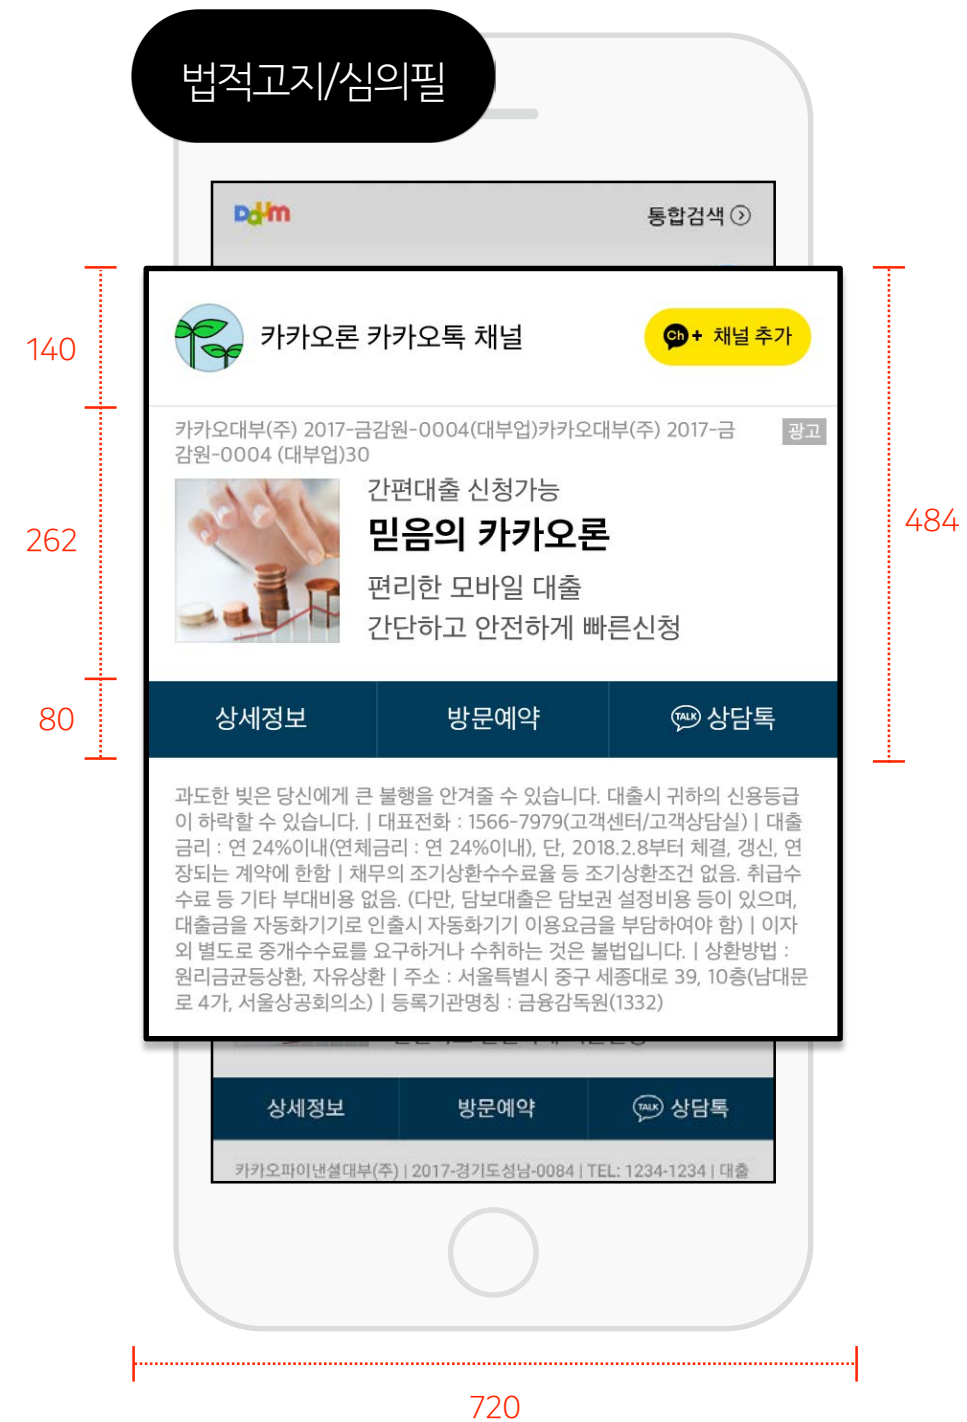 법적고지/심의필
Daum
통합검색
140
카카오론 카카오톡 채널
Ch+ 채널 추가
카카오대부(주) 2017-금감원-0004(대부업)카카오대부(주) 2017-금
감원-0004 (대부업)30
광고
간편대출 신청가능
믿음의 카카오론
편리한 모바일 대출
간단하고 안전하게 빠른신청
262
484
80
상세정보
방문예약
TALK 상담톡
과도한 빚은 당신에게 큰 불행을 안겨줄 수 있습니다. 대출시 귀하의 신용등급
이 하락할 수 있습니다. | 대표전화 : 1566-7979(고객센터/고객상담실) | 대출
금리 : 연 24%이내(연체금리 : 연 24%이내), 단, 2018.2.8부터 체결, 갱신, 연
장되는 계약에 한함 | 채무의 조기상환수수료율 등 조기상환조건 없음. 취급수
수료 등 기타 부대비용 없음. (다만, 담보대출은 담보권 설정비용 등이 있으며,
대출금을 자동화기기로 인출시 자동화기기 이용요금을 부담하여야 함) | 이자
외 별도로 중개수수료를 요구하거나 수취하는 것은 불법입니다. | 상환방법 :
원리금균등상환, 자유상환 | 주소 : 서울특별시 중구 세종대로 39, 10층(남대문
로 4가, 서울상공회의소) | 등록기관명칭 : 금융감독원(1332)
상세정보
방문예약
TALK 상담톡
카카오파이낸셜대부(주) | 2017-경기도성남-0084 | TEL: 1234-1234 | 대출
720